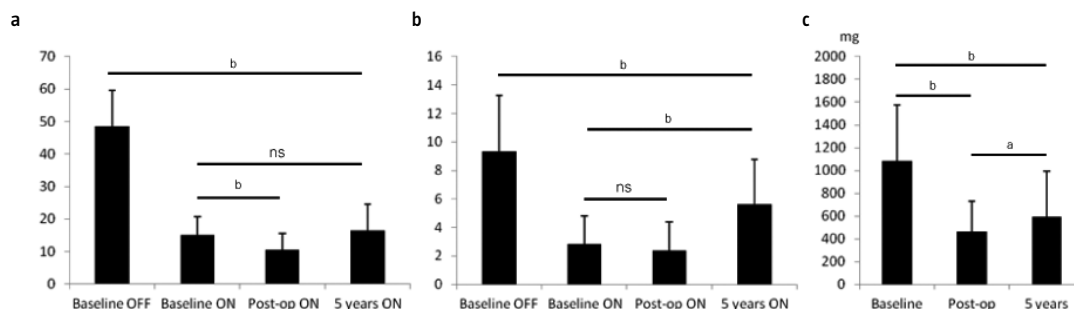 a
70
60
50
40
30
20
10
0
b
ns
b
Baseline OFF Baseline ON Post-op ON 5 years ON
b
16
14
12
10
8
6
4
2
0
b
b
ns
Baseline OFF Baseline ON Post-op ON 5 years ON
c
mg
2000
1800
1600
1400
1200
1000
800
600
400
200
0
b
b
a
Baseline Post-op 5 years